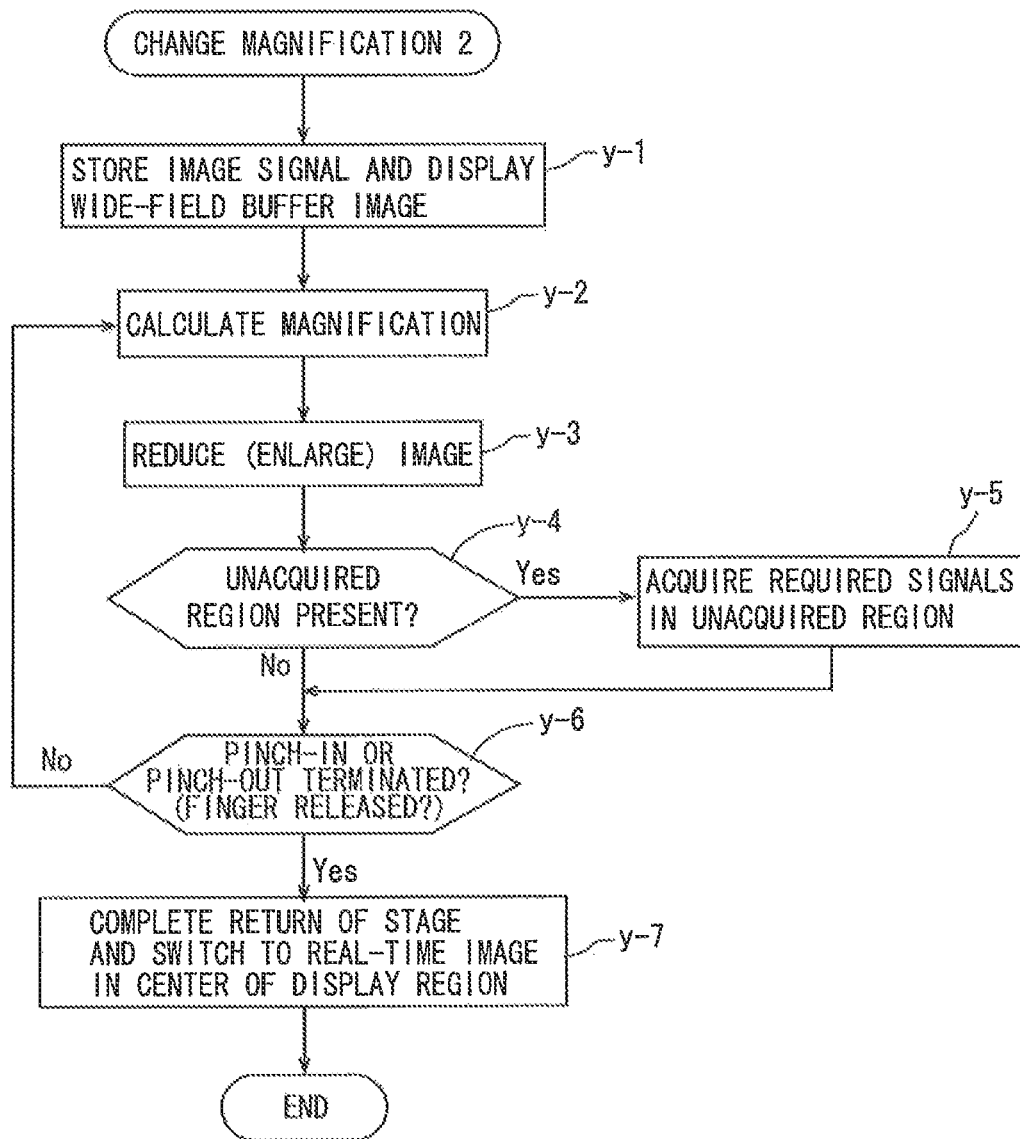 CHANGE MAGNIFICATION 2
y-1
STORE IMAGE SIGNAL AND DISPLAY
WIDE-FIELD BUFFER IMAGE
y-2
CALCULATE MAGNIFICATION
y-3
REDUCE (ENLARGE) IMAGE
y-4
UNACQUIRED
REGION PRESENT?
Yes
y-5
ACQUIRE REQUIRED SIGNALS
IN UNACQUIRED REGION
No
y-6
PINCH-IN OR
PINCH-OUT TERMINATED?
(FINGER RELEASED?)
No
Yes
y-7
COMPLETE RETURN OF STAGE
AND SWITCH TO REAL-TIME IMAGE
IN CENTER OF DISPLAY REGION
END